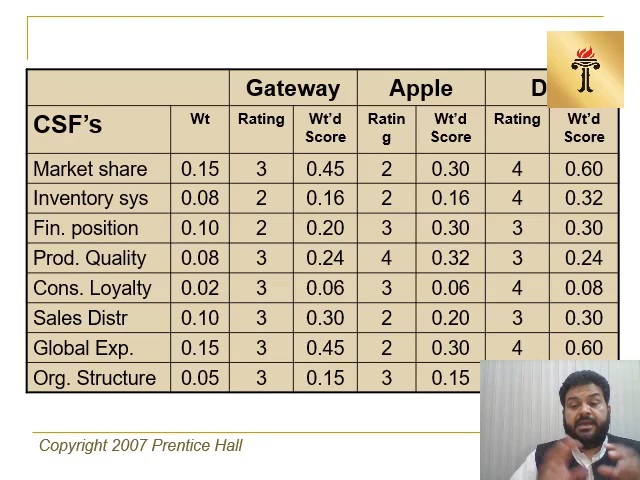 Gateway Apple D
CSF's Wt Rating Wt'd Score Ratin g Wt'd Score Rating Wt'd Score
Market share 0.15 3 0.45 2 0.30 4 0.60
Inventory sys 0.08 2 0.16 2 0.16 4 0.32
Fin. position 0.10 2 0.20 3 0.30 3 0.30
Prod. Quality 0.08 3 0.24 4 0.32 3 0.24
Cons. Loyalty 0.02 3 0.06 3 0.06 4 0.08
Sales Distr 0.10 3 0.30 2 0.20 3 0.30
Global Exp. 0.15 3 0.45 2 0.30 4 0.60
Org. Structure 0.05 3 0.15 3 0.15
Copyright 2007 Prentice Hall